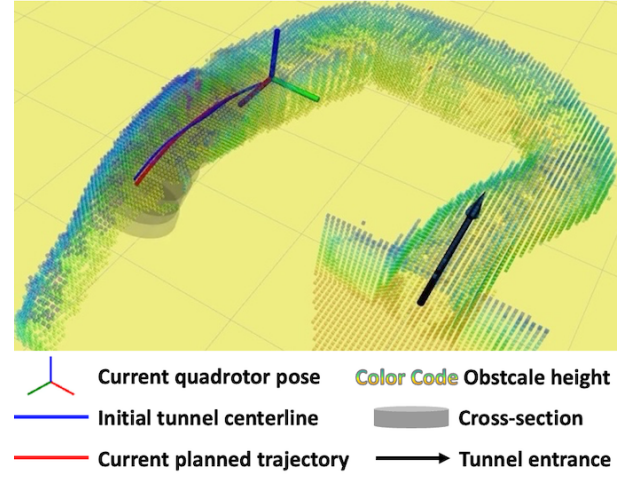 Current quadrotor pose
Color Code Obstcale height
Initial tunnel centerline
Cross-section
Current planned trajectory
Tunnel entrance